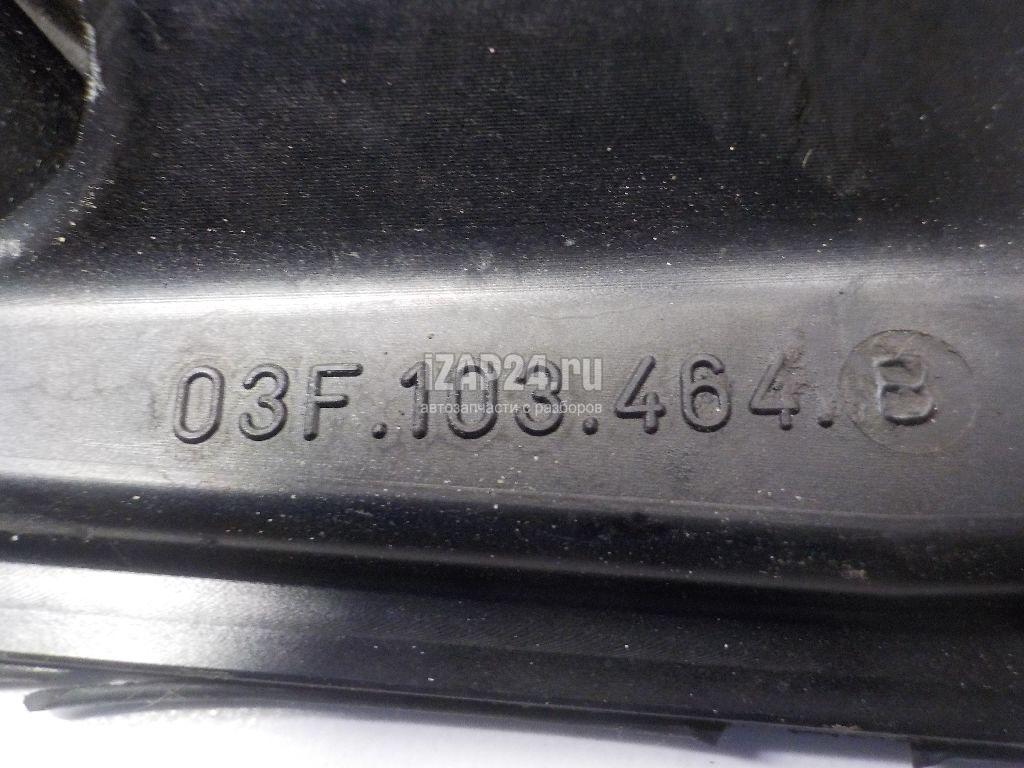 iZAP24.ru
автозапчасти с разборов
03F.103.464.B